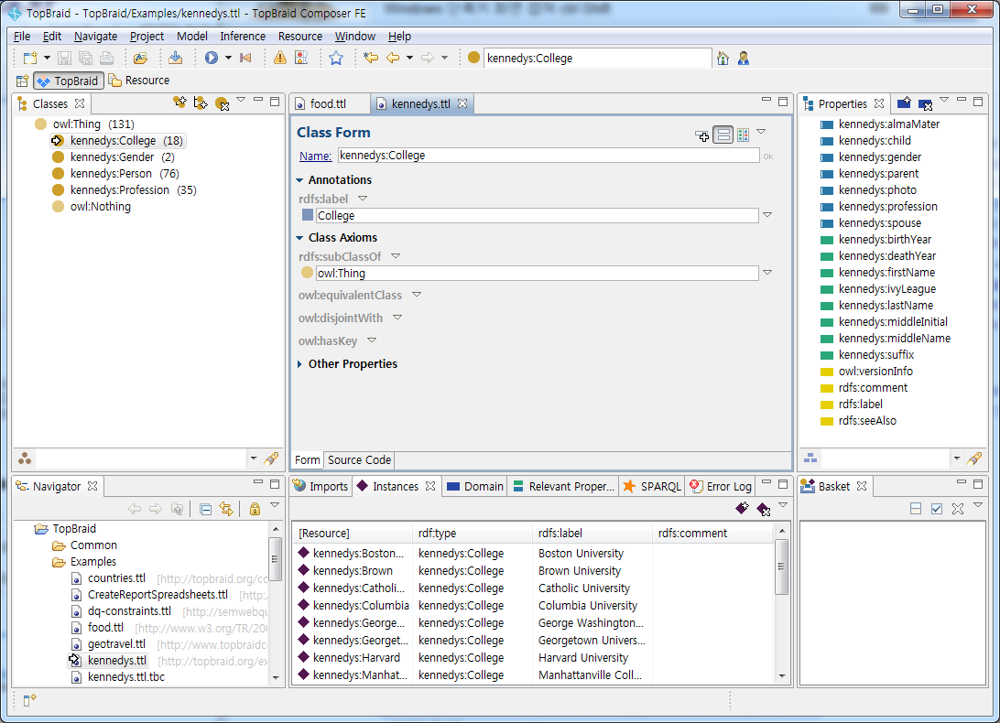 TopBraid - TopBraid/Examples/kennedys.ttl - TopBraid Composer FE
File Edit Navigate Project Model Inference Resource Window Help
kennedys:College
TopBraid Resource
Classes
owl:Thing (131)
kennedys:College (18)
kennedys:Gender (2)
kennedys:Person (76)
kennedys:Profession (35)
owl:Nothing
food.ttl kennedys.ttl
Class Form
Name: kennedys:College OK
Annotations
rdfs:label
College
Class Axioms
rdfs:subClassOf
owl:Thing
owl:equivalentClass
owl:disjointWith
owl:hasKey
Other Properties
Form Source Code
Properties
kennedys:almaMater
kennedys:child
kennedys:gender
kennedys:parent
kennedys:photo
kennedys:profession
kennedys:spouse
kennedys:birthYear
kennedys:deathYear
kennedys:firstName
kennedys:ivyLeague
kennedys:lastName
kennedys:middleInitial
kennedys:middleName
kennedys:suffix
owl:versionInfo
rdfs:comment
rdfs:label
rdfs:seeAlso
Navigator
TopBraid
Common
Examples
countries.ttl [http://topbraid.org/cc
CreateReportSpreadsheets.ttl [http:/
dq-constraints.ttl [http://semwebqu
food.ttl [http://www.w3.org/TR/200
geotravel.ttl [http://www.topbraidc
kennedys.ttl [http://topbraid.org/ex
kennedys.ttl.tbc
Imports Instances Domain Relevant Proper... SPARQL Error Log
[Resource] rdf:type rdfs:label rdfs:comment
kennedys:Boston... kennedys:College Boston University
kennedys:Brown kennedys:College Brown University
kennedys:Catholi... kennedys:College Catholic University
kennedys:Columbia kennedys:College Columbia University
kennedys:George... kennedys:College George Washington...
kennedys:Georget... kennedys:College Georgetown Univers...
kennedys:Harvard kennedys:College Harvard University
kennedys:Manhat... kennedys:College Manhattanville Coll...
Basket